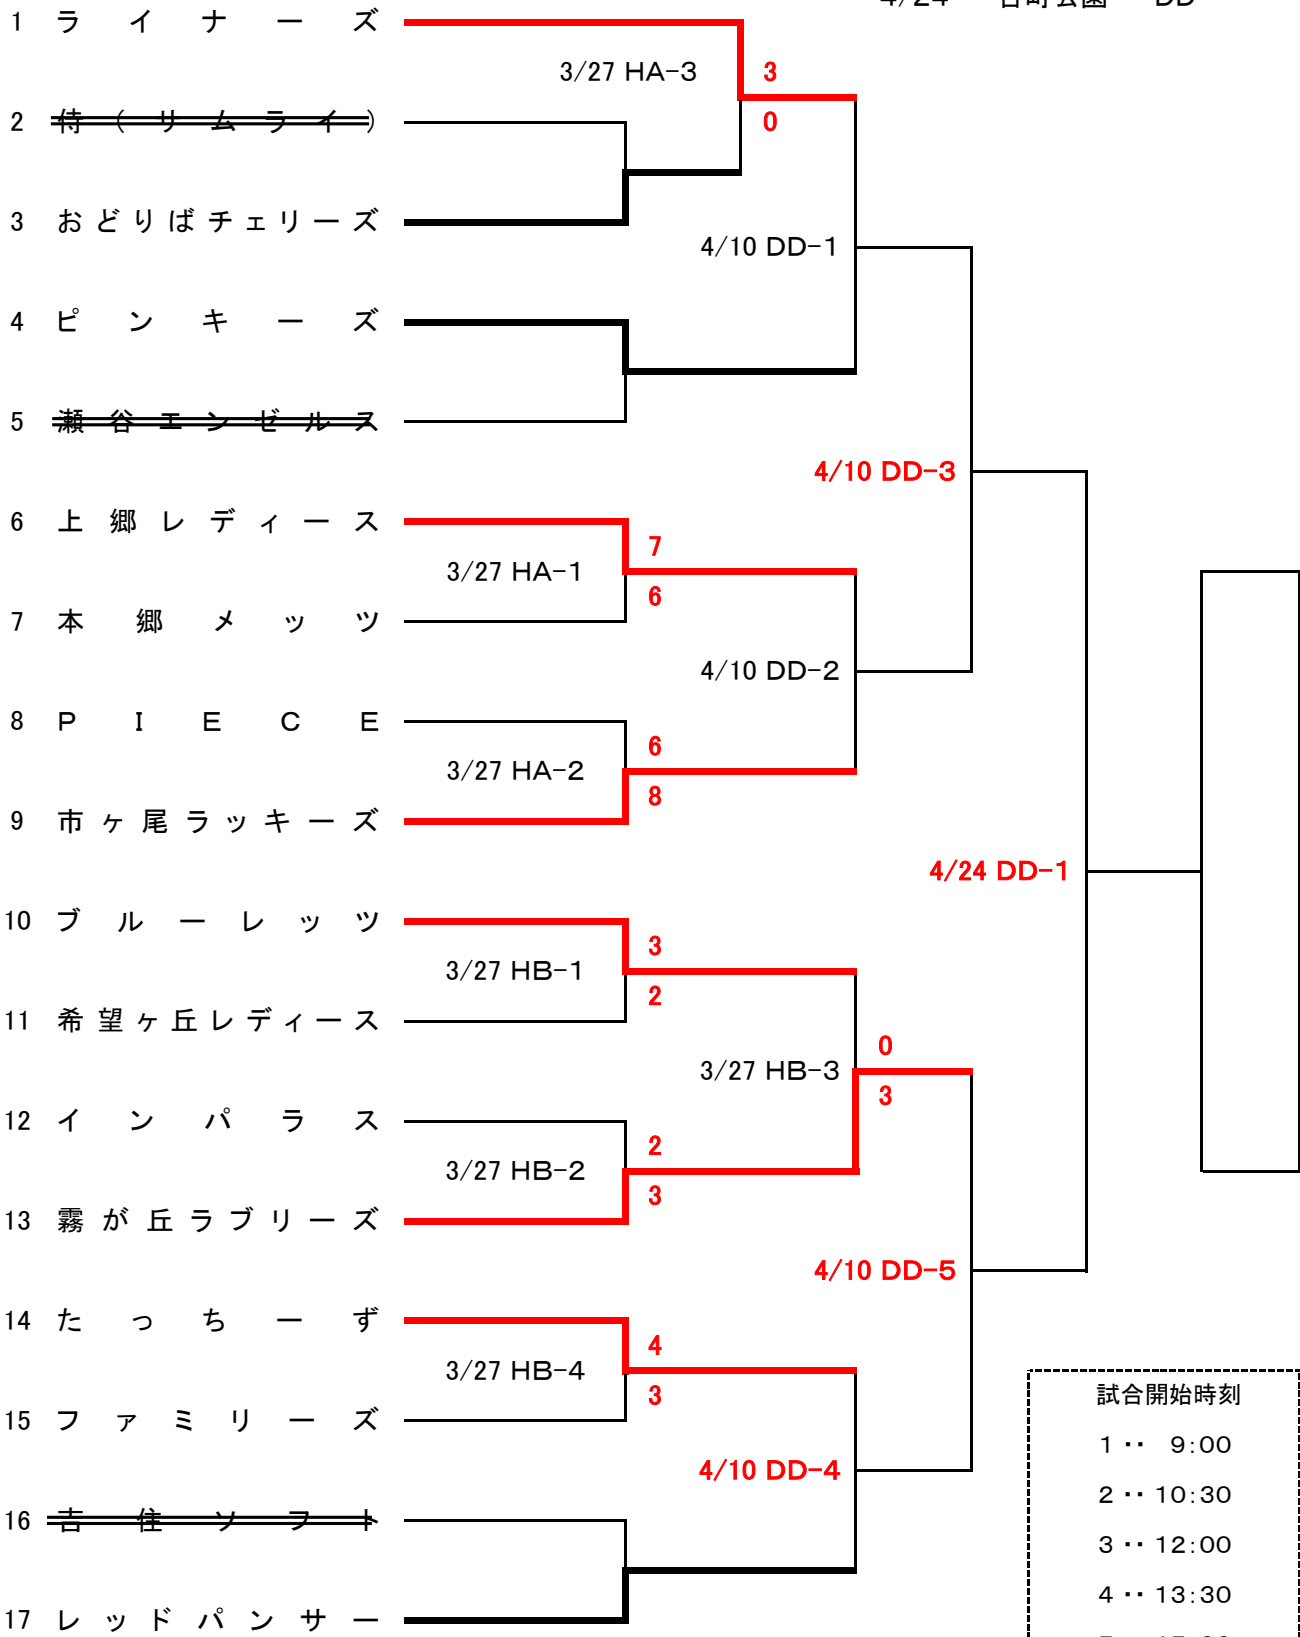 4/24 台町公園 DD
1 ライナーズ
3/27 HA-3
3
2 侍(サムライ)
0
3 おどりばチェリーズ
4/10 DD-1
4 ピンキーズ
5 瀬谷エンゼルス
4/10 DD-3
6 上郷レディース
7
3/27 HA-1
6
7 本郷メッツ
4/10 DD-2
8 PIECE
6
3/27 HA-2
8
9 市ヶ尾ラッキーズ
4/24 DD-1
10 ブルーレッツ
3
3/27 HB-1
2
11 希望ヶ丘レディース
0
3/27 HB-3
3
12 インパラス
2
3/27 HB-2
3
13 霧が丘ラブリーズ
4/10 DD-5
14 たっちーず
4
3/27 HB-4
3
15 ファミリーズ
4/10 DD-4
16 吉住ソフト
17 レッドパンサー
試合開始時刻
1 ・・ 9:00
2 ・・ 10:30
3 ・・ 12:00
4 ・・ 13:30